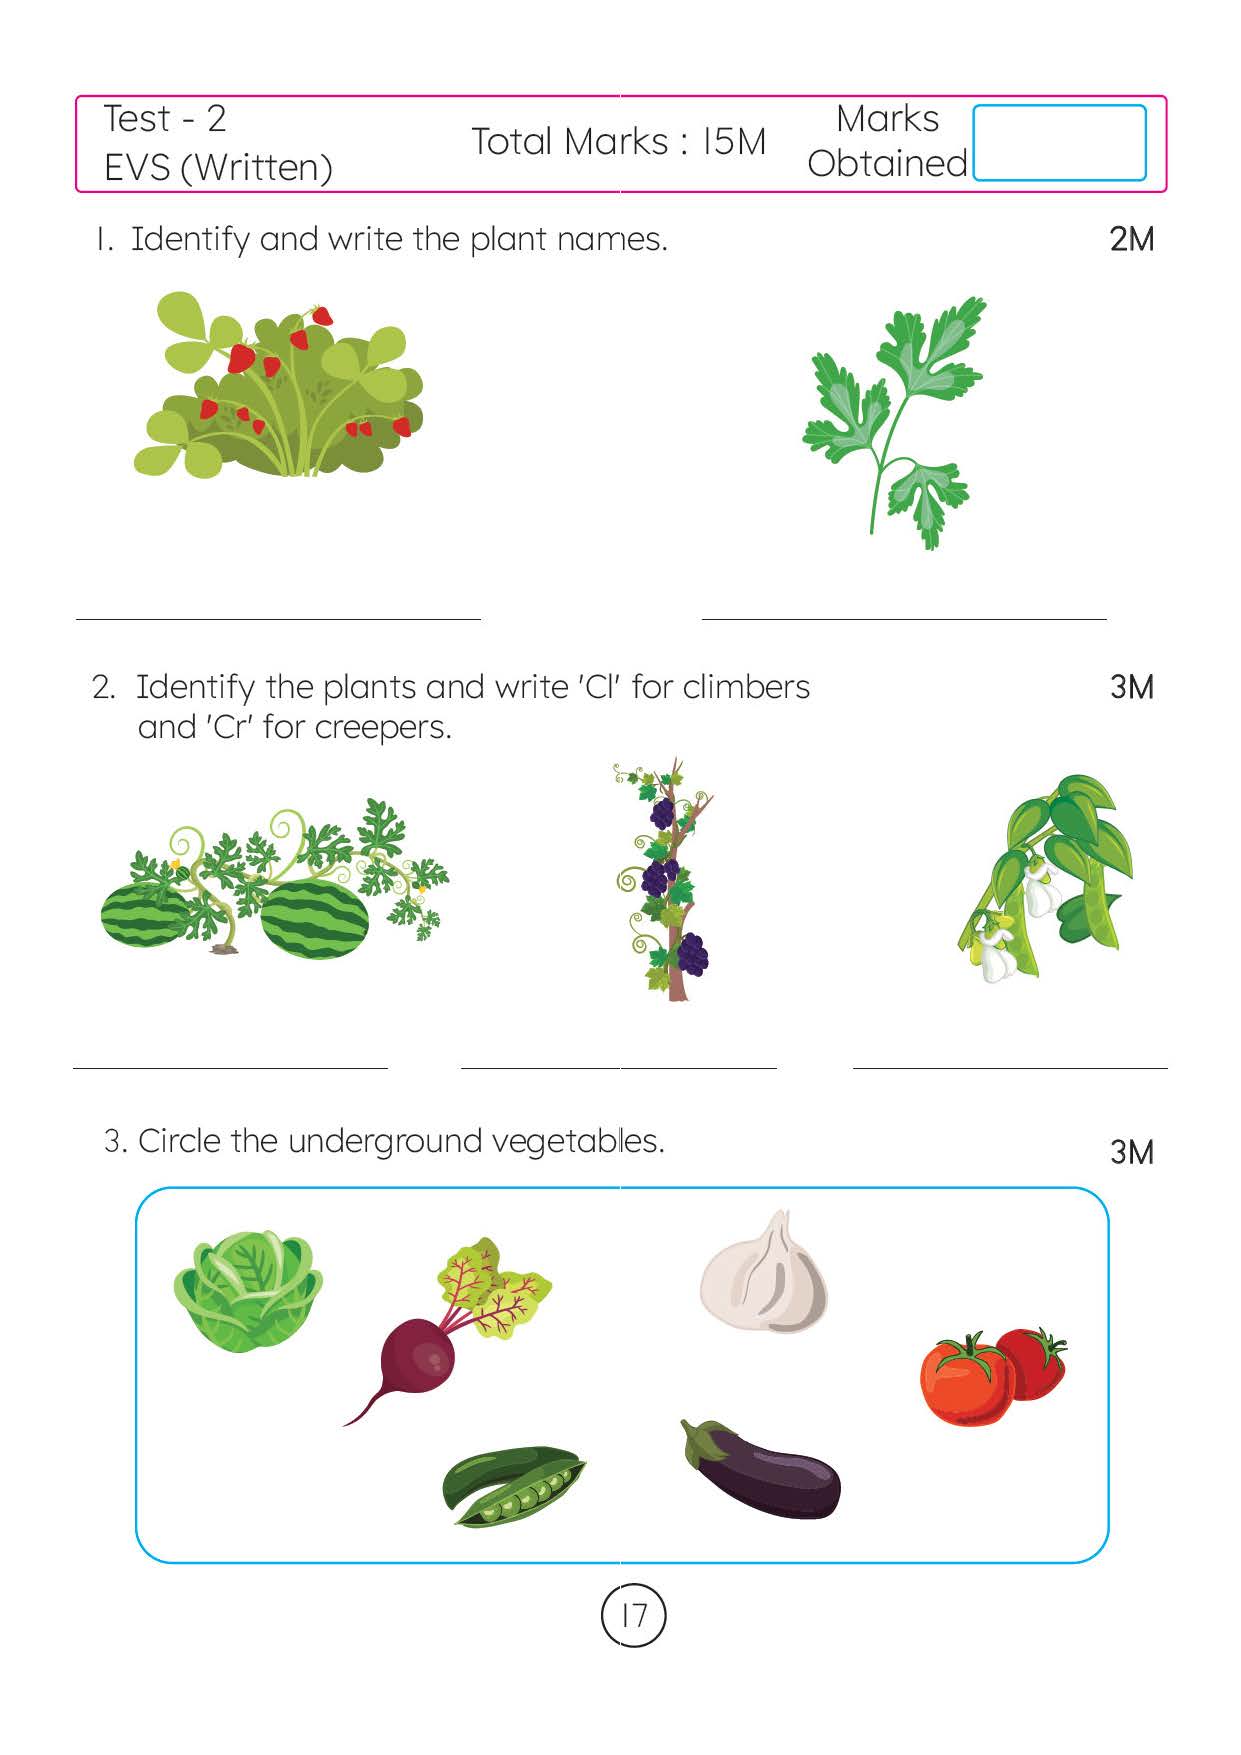 Test - 2
EVS (Written)
Total Marks : 15M
Marks
Obtained
1. Identify and write the plant names. 2M
2. Identify the plants and write 'Cl' for climbers 3M
and 'Cr' for creepers.
3. Circle the underground vegetables. 3M
17